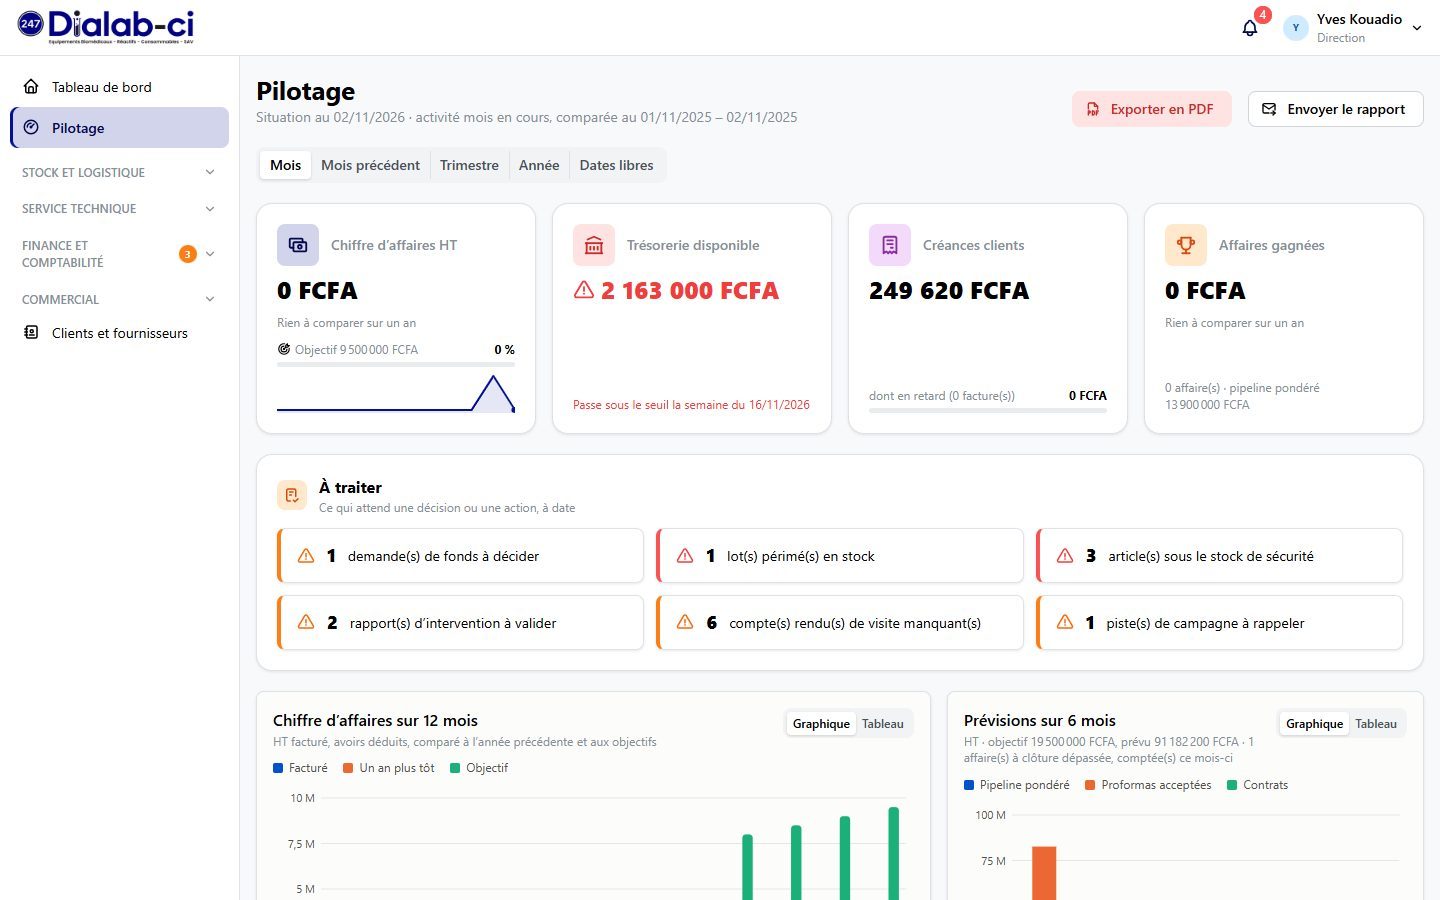 247 Dialab-ci
Equipements Biomédicaux - Réactifs - Consommables - SAV
4
Y
Yves Kouadio
Direction
Tableau de bord
Pilotage
STOCK ET LOGISTIQUE
SERVICE TECHNIQUE
FINANCE ET
COMPTABILITÉ
3
COMMERCIAL
Clients et fournisseurs
Pilotage
Situation au 02/11/2026 · activité mois en cours, comparée au 01/11/2025 – 02/11/2025
PDF Exporter en PDF
Envoyer le rapport
Mois Mois précédent Trimestre Année Dates libres
Chiffre d’affaires HT
0 FCFA
Rien à comparer sur un an
Objectif 9 500 000 FCFA 0 %
Trésorerie disponible
2 163 000 FCFA
Passe sous le seuil la semaine du 16/11/2026
Créances clients
249 620 FCFA
dont en retard (0 facture(s)) 0 FCFA
Affaires gagnées
0 FCFA
Rien à comparer sur un an
0 affaire(s) · pipeline pondéré
13 900 000 FCFA
À traiter
Ce qui attend une décision ou une action, à date
1 demande(s) de fonds à décider
1 lot(s) périmé(s) en stock
3 article(s) sous le stock de sécurité
2 rapport(s) d’intervention à valider
6 compte(s) rendu(s) de visite manquant(s)
1 piste(s) de campagne à rappeler
Chiffre d’affaires sur 12 mois
Graphique Tableau
HT facturé, avoirs déduits, comparé à l’année précédente et aux objectifs
Facturé Un an plus tôt Objectif
10 M
7,5 M
5 M
Prévisions sur 6 mois
Graphique Tableau
HT · objectif 19 500 000 FCFA, prévu 91 182 200 FCFA · 1
affaire(s) à clôture dépassée, comptée(s) ce mois-ci
Pipeline pondéré Proformas acceptées Contrats
100 M
75 M